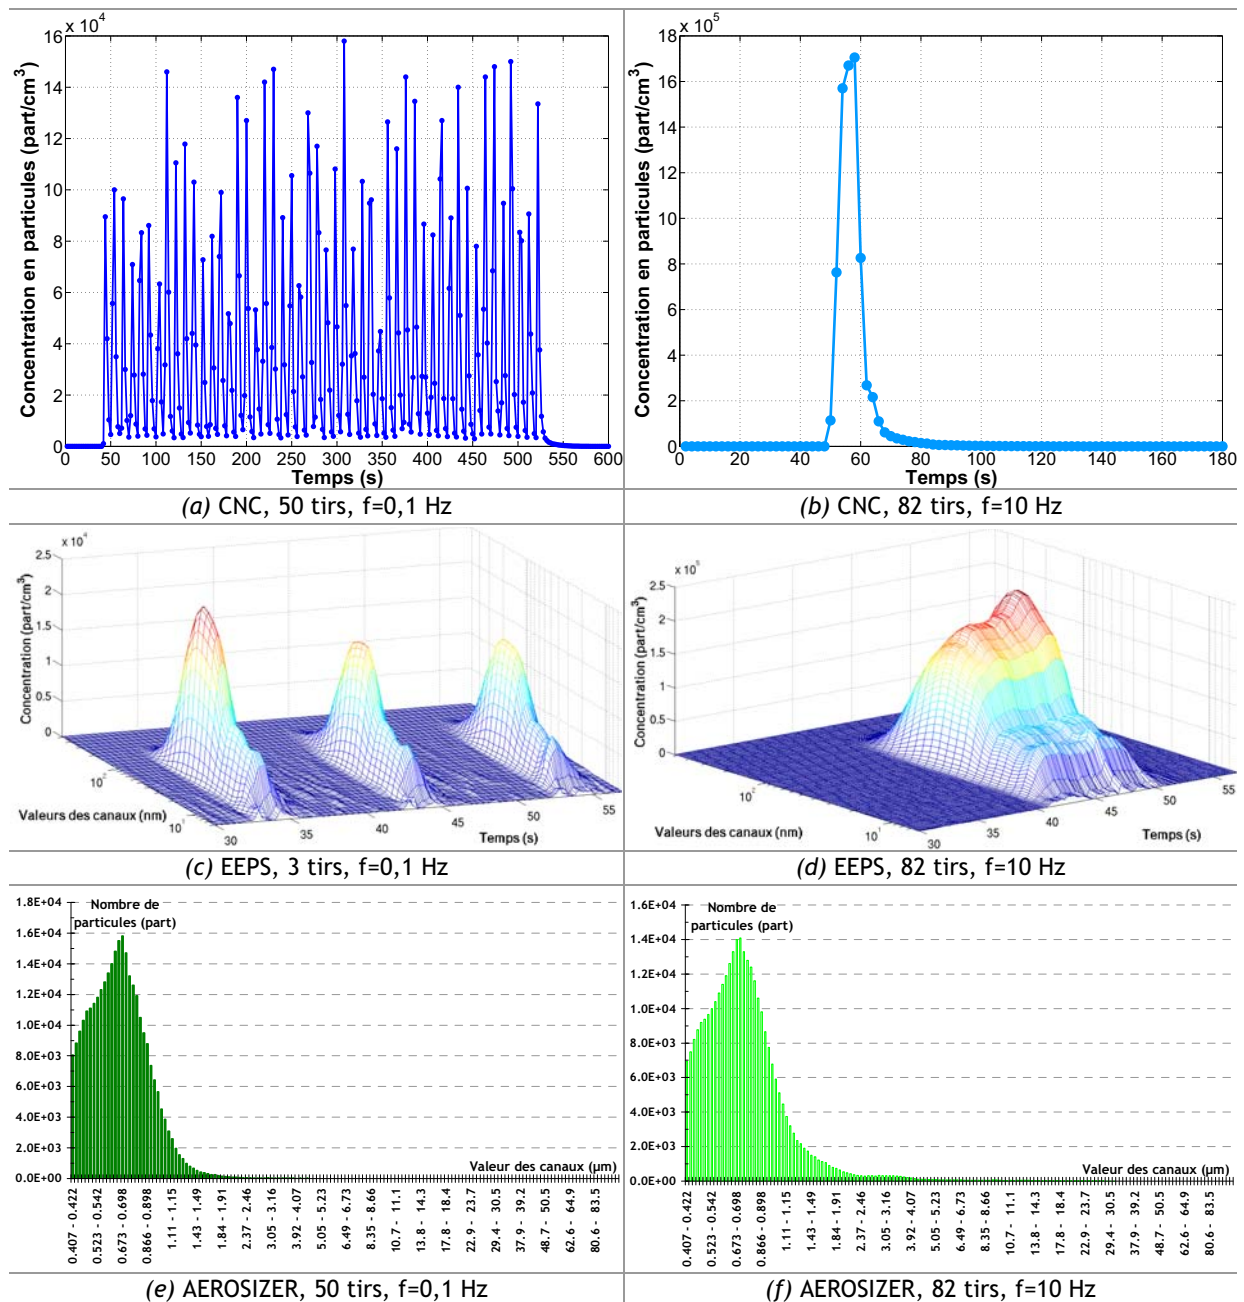 x 10^4
16
14
12
10
8
6
4
2
0
Concentration en particules (part/cm^3)
0 50 100 150 200 250 300 350 400 450 500 550 600
Temps (s)
x 10^5
18
16
14
12
10
8
6
4
2
0
Concentration en particules (part/cm^3)
0 20 40 60 80 100 120 140 160 180
Temps (s)
(a) CNC, 50 tirs, f=0,1 Hz
(b) CNC, 82 tirs, f=10 Hz
x 10^4
2.5
2
1.5
1
0.5
0
Concentration (part/cm^3)
10^2
10^1
Valeurs des canaux (nm)
30 35 40 45 50 55
Temps (s)
x 10^5
2.5
2
1.5
1
0.5
0
Concentration (part/cm^3)
10^2
10^1
Valeurs des canaux (nm)
30 35 40 45 50 55
Temps (s)
(c) EEPS, 3 tirs, f=0,1 Hz
(d) EEPS, 82 tirs, f=10 Hz
Nombre de
particules (part)
1.8E+04
1.6E+04
1.4E+04
1.2E+04
1.0E+04
8.0E+03
6.0E+03
4.0E+03
2.0E+03
0.0E+00
Valeur des canaux (µm)
0.407 - 0.422
0.523 - 0.542
0.673 - 0.698
0.866 - 0.898
1.11 - 1.15
1.43 - 1.49
1.84 - 1.91
2.37 - 2.46
3.05 - 3.16
3.92 - 4.07
5.05 - 5.23
6.49 - 6.73
8.35 - 8.66
10.7 - 11.1
13.8 - 14.3
17.8 - 18.4
22.9 - 23.7
29.4 - 30.5
37.9 - 39.2
48.7 - 50.5
62.6 - 64.9
80.6 - 83.5
Nombre de
particules (part)
1.6E+04
1.4E+04
1.2E+04
1.0E+04
8.0E+03
6.0E+03
4.0E+03
2.0E+03
0.0E+00
Valeur des canaux (µm)
0.407 - 0.422
0.523 - 0.542
0.673 - 0.698
0.866 - 0.898
1.11 - 1.15
1.43 - 1.49
1.84 - 1.91
2.37 - 2.46
3.05 - 3.16
3.92 - 4.07
5.05 - 5.23
6.49 - 6.73
8.35 - 8.66
10.7 - 11.1
13.8 - 14.3
17.8 - 18.4
22.9 - 23.7
29.4 - 30.5
37.9 - 39.2
48.7 - 50.5
62.6 - 64.9
80.6 - 83.5
(e) AEROSIZER, 50 tirs, f=0,1 Hz
(f) AEROSIZER, 82 tirs, f=10 Hz